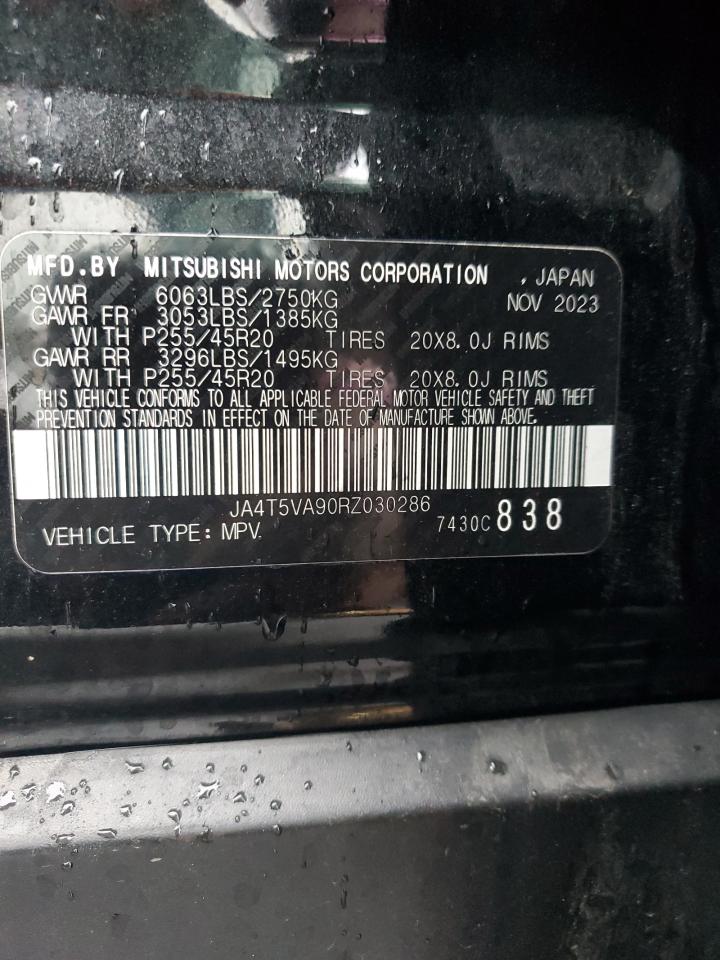 MFD.BY MITSUBISHI MOTORS CORPORATION , JAPAN
GVWR 6063LBS/2750KG NOV 2023
GAWR FR 3053LBS/1385KG
WITH P255/45R20 TIRES 20X8.0J RIMS
GAWR RR 3296LBS/1495KG
WITH P255/45R20 TIRES 20X8.0J RIMS
THIS VEHICLE CONFORMS TO ALL APPLICABLE FEDERAL MOTOR VEHICLE SAFETY AND THEFT
PREVENTION STANDARDS IN EFFECT ON THE DATE OF MANUFACTURE SHOWN ABOVE.
JA4T5VA90RZ030286
VEHICLE TYPE: MPV 7430C 838